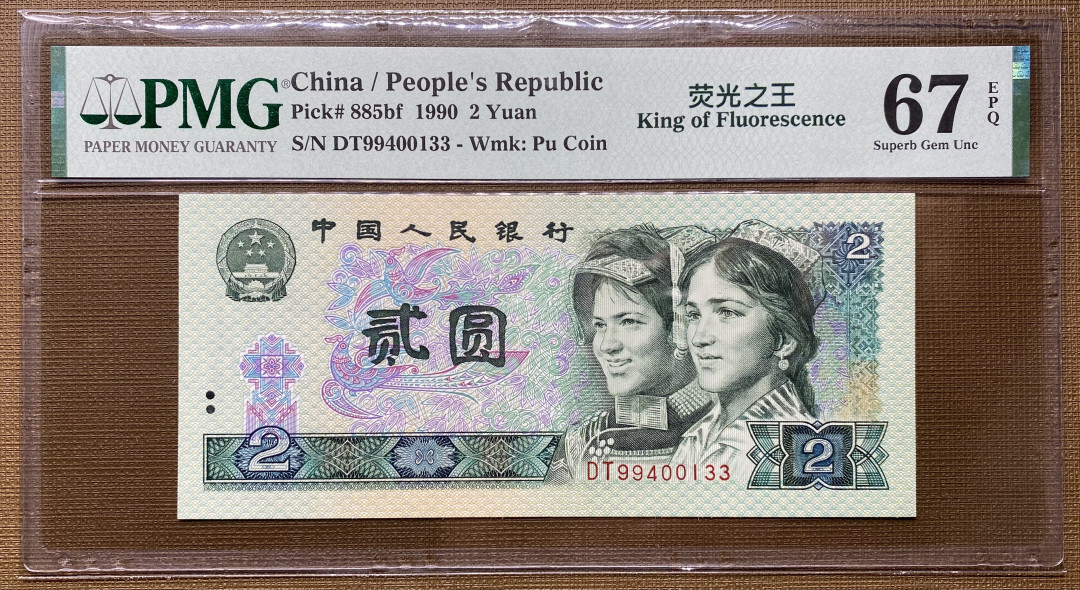 PMG®
PAPER MONEY GUARANTY
China / People's Republic
Pick# 885bf 1990 2 Yuan
S/N DT99400133 - Wmk: Pu Coin
荧光之王
King of Fluorescence
67
EPQ
Superb Gem Unc
中国人民银行
2
贰圆
2
DT99400133
2